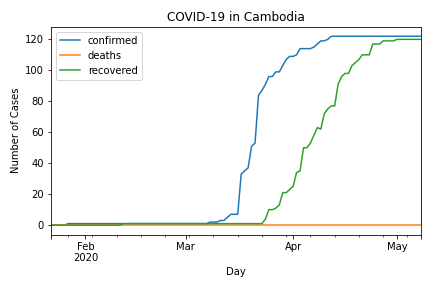 COVID-19 in Cambodia
confirmed
deaths
recovered
Number of Cases
120
100
80
60
40
20
0
Feb
2020
Mar
Apr
May
Day